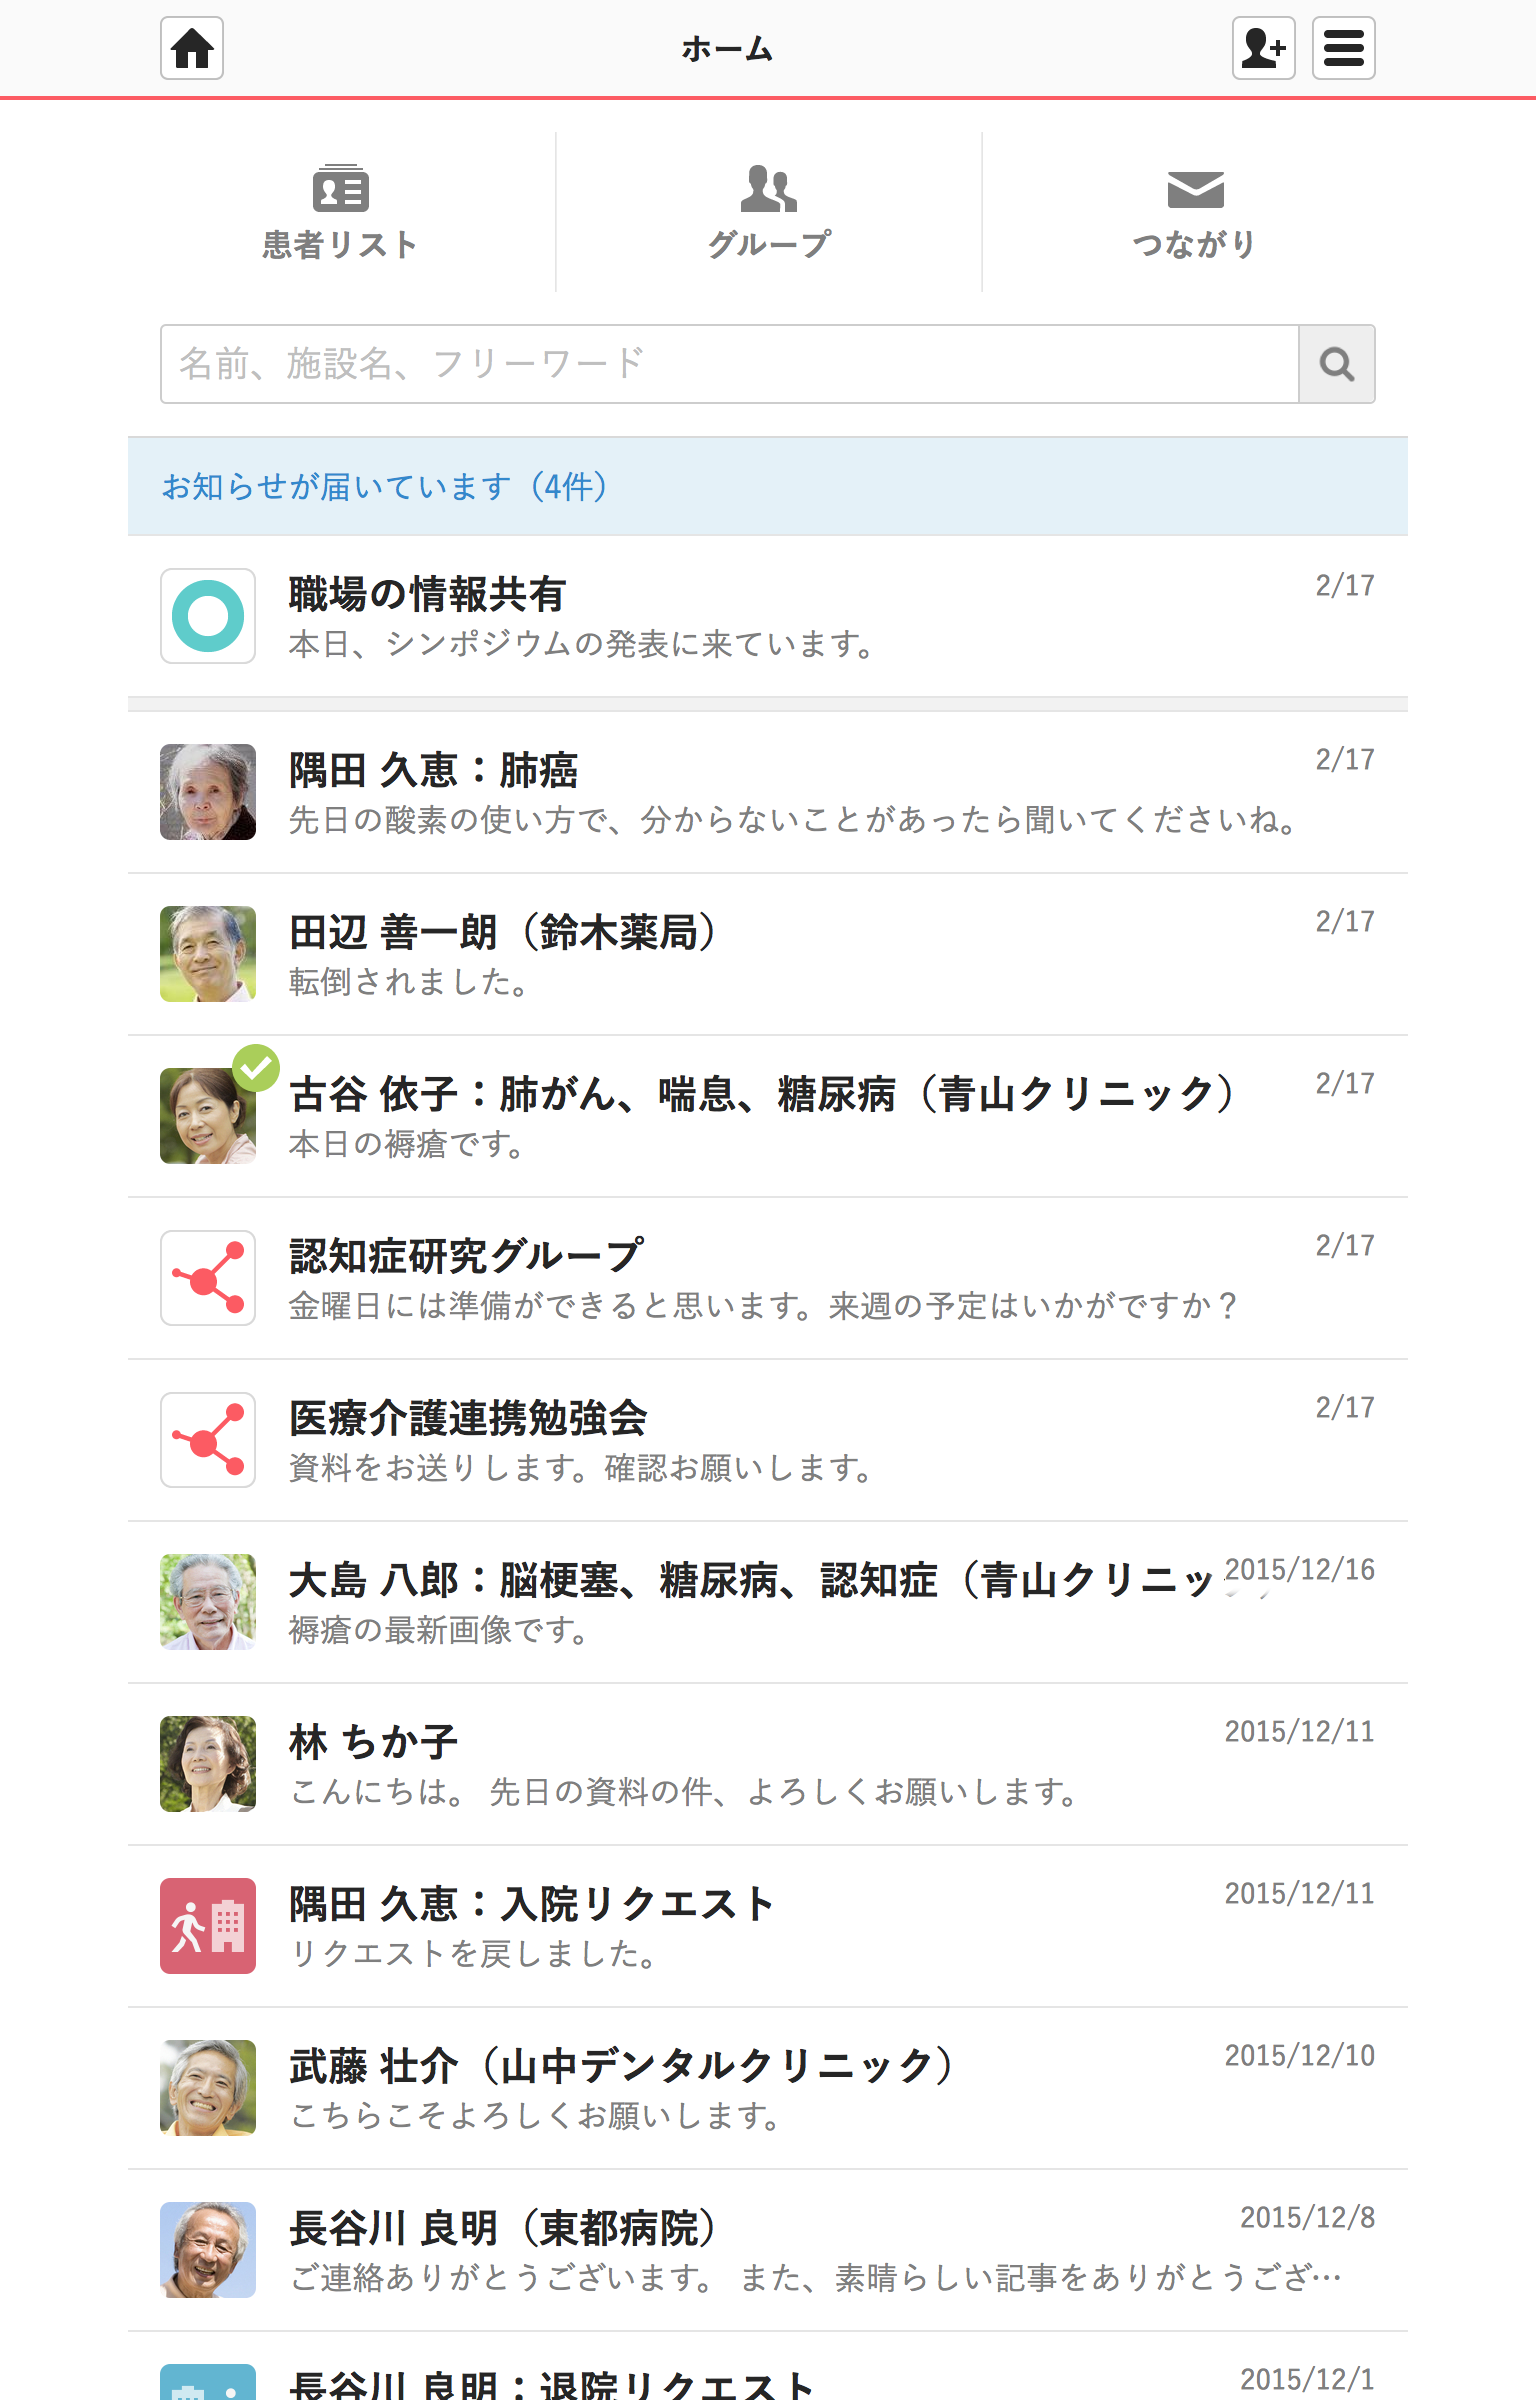 ホーム
患者リスト
グループ
つながり
名前、施設名、フリーワード
お知らせが届いています（4件）
職場の情報共有
2/17
本日、シンポジウムの発表に来ています。
隅田 久恵：肺癌
2/17
先日の酸素の使い方で、分からないことがあったら聞いてくださいね。
田辺 善一朗（鈴木薬局）
2/17
転倒されました。
古谷 依子：肺がん、喘息、糖尿病（青山クリニック）
2/17
本日の褥瘡です。
認知症研究グループ
2/17
金曜日には準備ができると思います。来週の予定はいかがですか？
医療介護連携勉強会
2/17
資料をお送りします。確認お願いします。
大島 八郎：脳梗塞、糖尿病、認知症（青山クリニッ
2015/12/16
褥瘡の最新画像です。
林 ちか子
2015/12/11
こんにちは。 先日の資料の件、よろしくお願いします。
隅田 久恵：入院リクエスト
2015/12/11
リクエストを戻しました。
武藤 壮介（山中デンタルクリニック）
2015/12/10
こちらこそよろしくお願いします。
長谷川 良明（東都病院）
2015/12/8
ご連絡ありがとうございます。 また、素晴らしい記事をありがとうござ…
長谷川 良明：退院リクエスト
2015/12/1